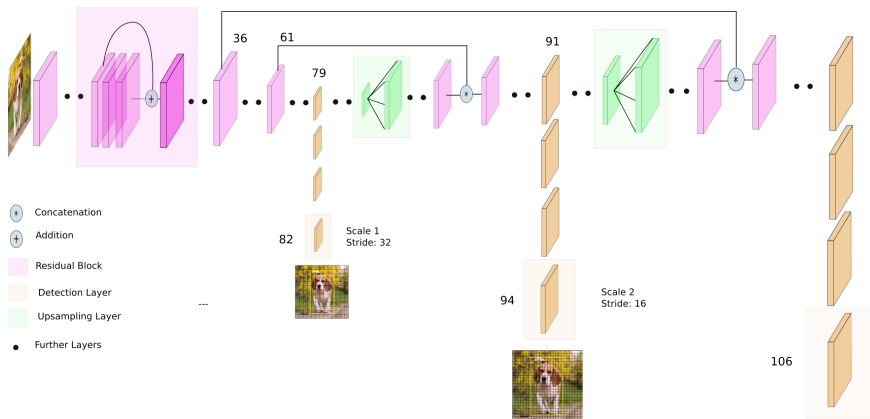 36
61
79
91
*
+
*
*
Concatenation
+
Addition
Residual Block
Detection Layer
Upsampling Layer
Further Layers
---
82
Scale 1
Stride: 32
94
Scale 2
Stride: 16
106